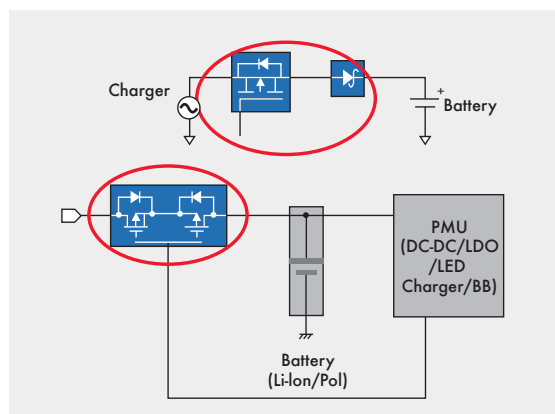 Charger
+
Battery
PMU
(DC-DC/LDO
/LED
Charger/BB)
Battery
(Li-Ion/Pol)